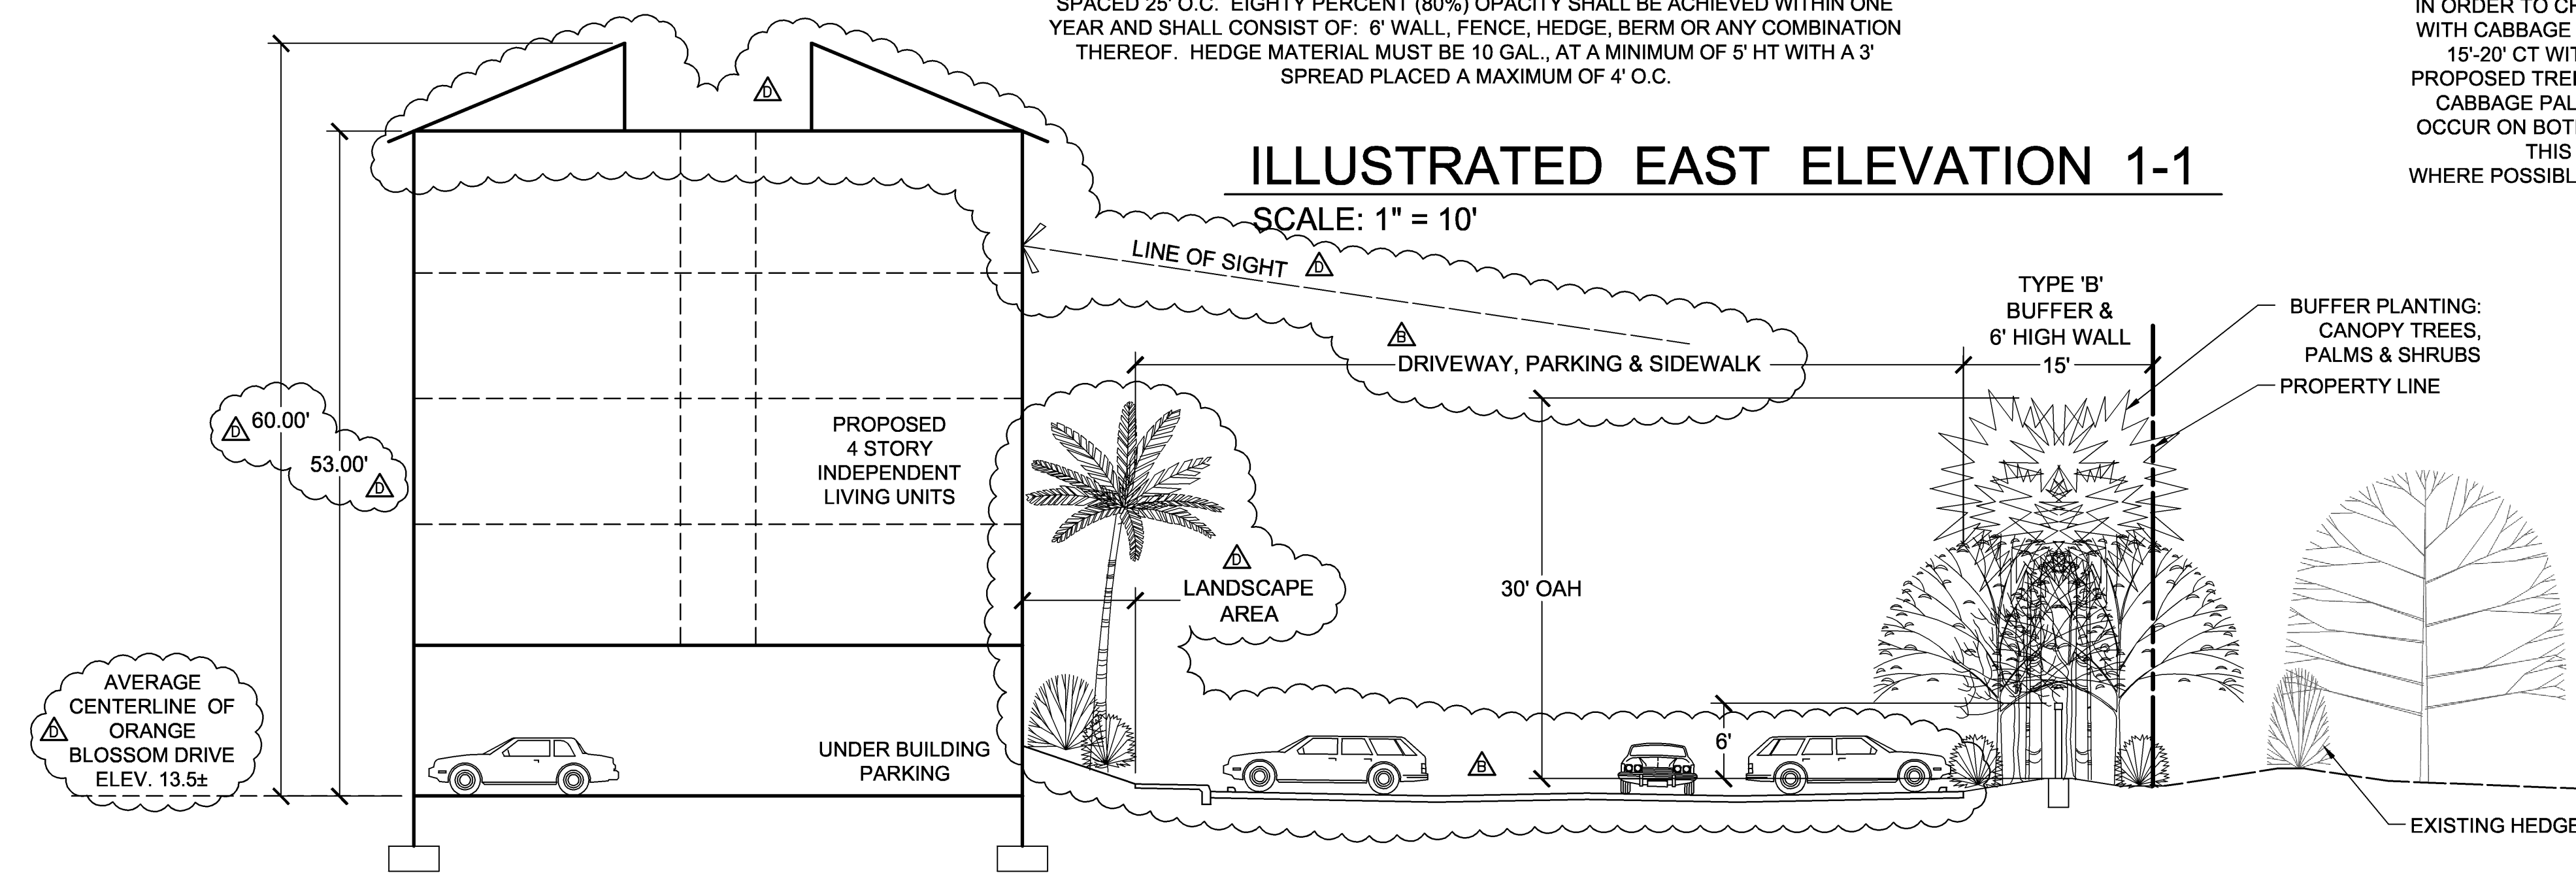 SPACED 25' O.C. EIGHTY PERCENT (80%) OPACITY SHALL BE ACHIEVED WITHIN ONE
YEAR AND SHALL CONSIST OF: 6' WALL, FENCE, HEDGE, BERM OR ANY COMBINATION
THEREOF. HEDGE MATERIAL MUST BE 10 GAL., AT A MINIMUM OF 5' HT WITH A 3'
SPREAD PLACED A MAXIMUM OF 4' O.C.
IN ORDER TO
WITH CABBAGE
15'-20' CT
PROPOSED
CABBAGE
OCCUR ON
THIS
WHERE
D
ILLUSTRATED EAST ELEVATION 1-1
SCALE: 1" = 10'
LINE OF SIGHT D
B
DRIVEWAY, PARKING & SIDEWALK
TYPE 'B'
BUFFER &
6' HIGH WALL
15'
BUFFER PLANTING:
CANOPY TREES,
PALMS & SHRUBS
PROPERTY LINE
D 60.00'
53.00'
D
PROPOSED
4 STORY
INDEPENDENT
LIVING UNITS
D
LANDSCAPE
AREA
30' OAH
AVERAGE
CENTERLINE OF
D ORANGE
BLOSSOM DRIVE
ELEV. 13.5±
UNDER BUILDING
PARKING
B
6'
EXISTING HEDGE